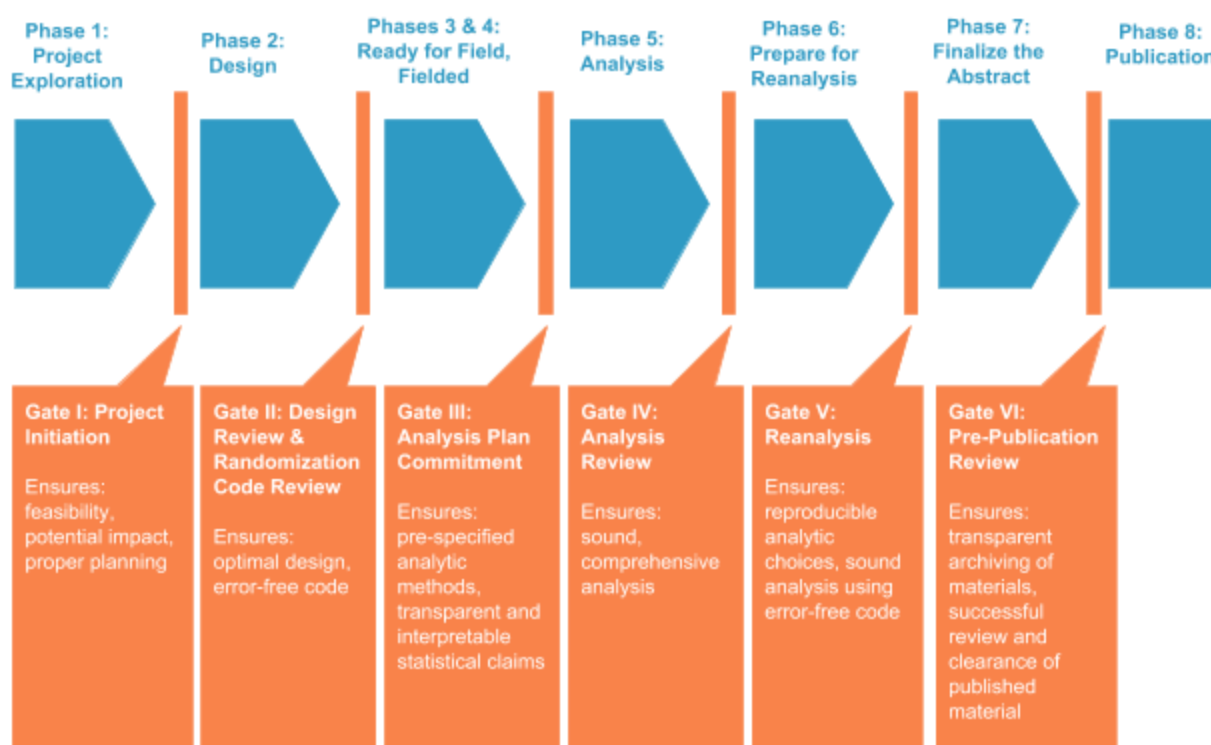 Phase 1:
Project
Exploration
Phase 2:
Design
Phases 3 & 4:
Ready for Field,
Fielded
Phase 5:
Analysis
Phase 6:
Prepare for
Reanalysis
Phase 7:
Finalize the
Abstract
Phase 8:
Publication
Gate I: Project
Initiation
Ensures:
feasibility,
potential impact,
proper planning
Gate II: Design
Review &
Randomization
Code Review
Ensures:
optimal design,
error-free code
Gate III:
Analysis Plan
Commitment
Ensures:
pre-specified
analytic
methods,
transparent and
interpretable
statistical claims
Gate IV:
Analysis
Review
Ensures:
sound,
comprehensive
analysis
Gate V:
Reanalysis
Ensures:
reproducible
analytic
choices, sound
analysis using
error-free code
Gate VI:
Pre-Publication
Review
Ensures:
transparent
archiving of
materials,
successful
review and
clearance of
published
material